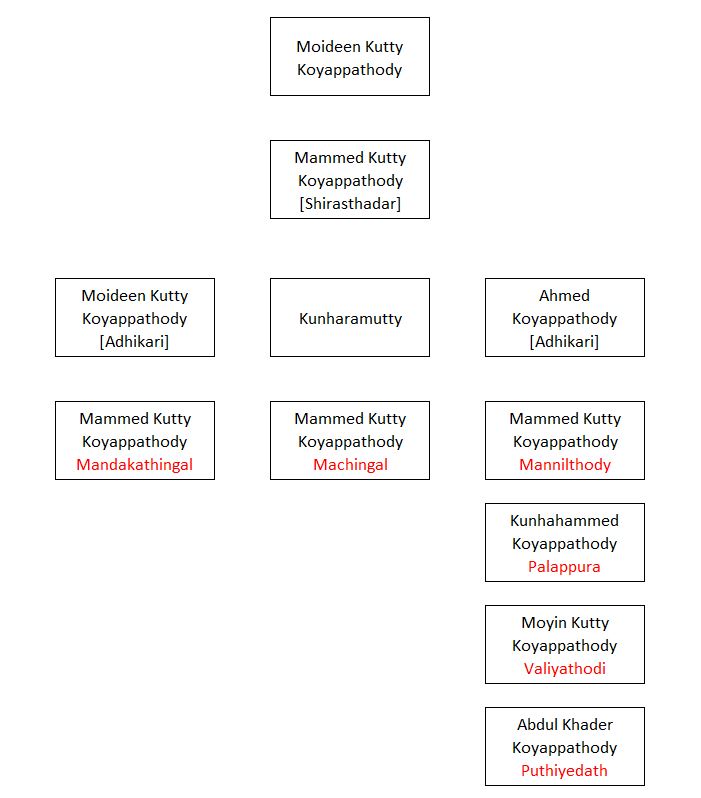 Moideen Kutty
Koyappathody
Mammed Kutty
Koyappathody
[Shirasthadar]
Moideen Kutty
Koyappathody
[Adhikari]
Kunharamutty
Ahmed
Koyappathody
[Adhikari]
Mammed Kutty
Koyappathody
Mandakathingal
Mammed Kutty
Koyappathody
Machingal
Mammed Kutty
Koyappathody
Mannilthody
Kunhahammed
Koyappathody
Palappura
Moyin Kutty
Koyappathody
Valiyathodi
Abdul Khader
Koyappathody
Puthiyedath